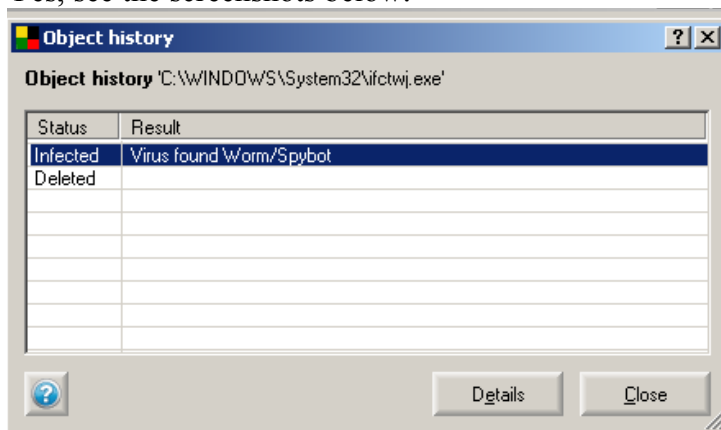 Object history
Object history 'C:\WINDOWS\System32\ifctwj.exe'
Status Result
Infected Virus found Worm/Spybot
Deleted
Details Close